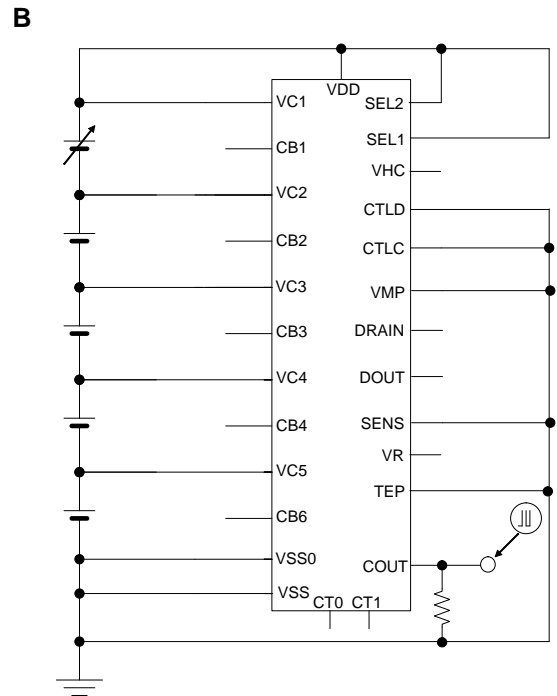 B
VDD
VC1
CB1
VC2
CB2
VC3
CB3
VC4
CB4
VC5
CB6
VSS0
VSS
CT0 CT1
SEL2
SEL1
VHC
CTLD
CTLC
VMP
DRAIN
DOUT
SENS
VR
TEP
COUT